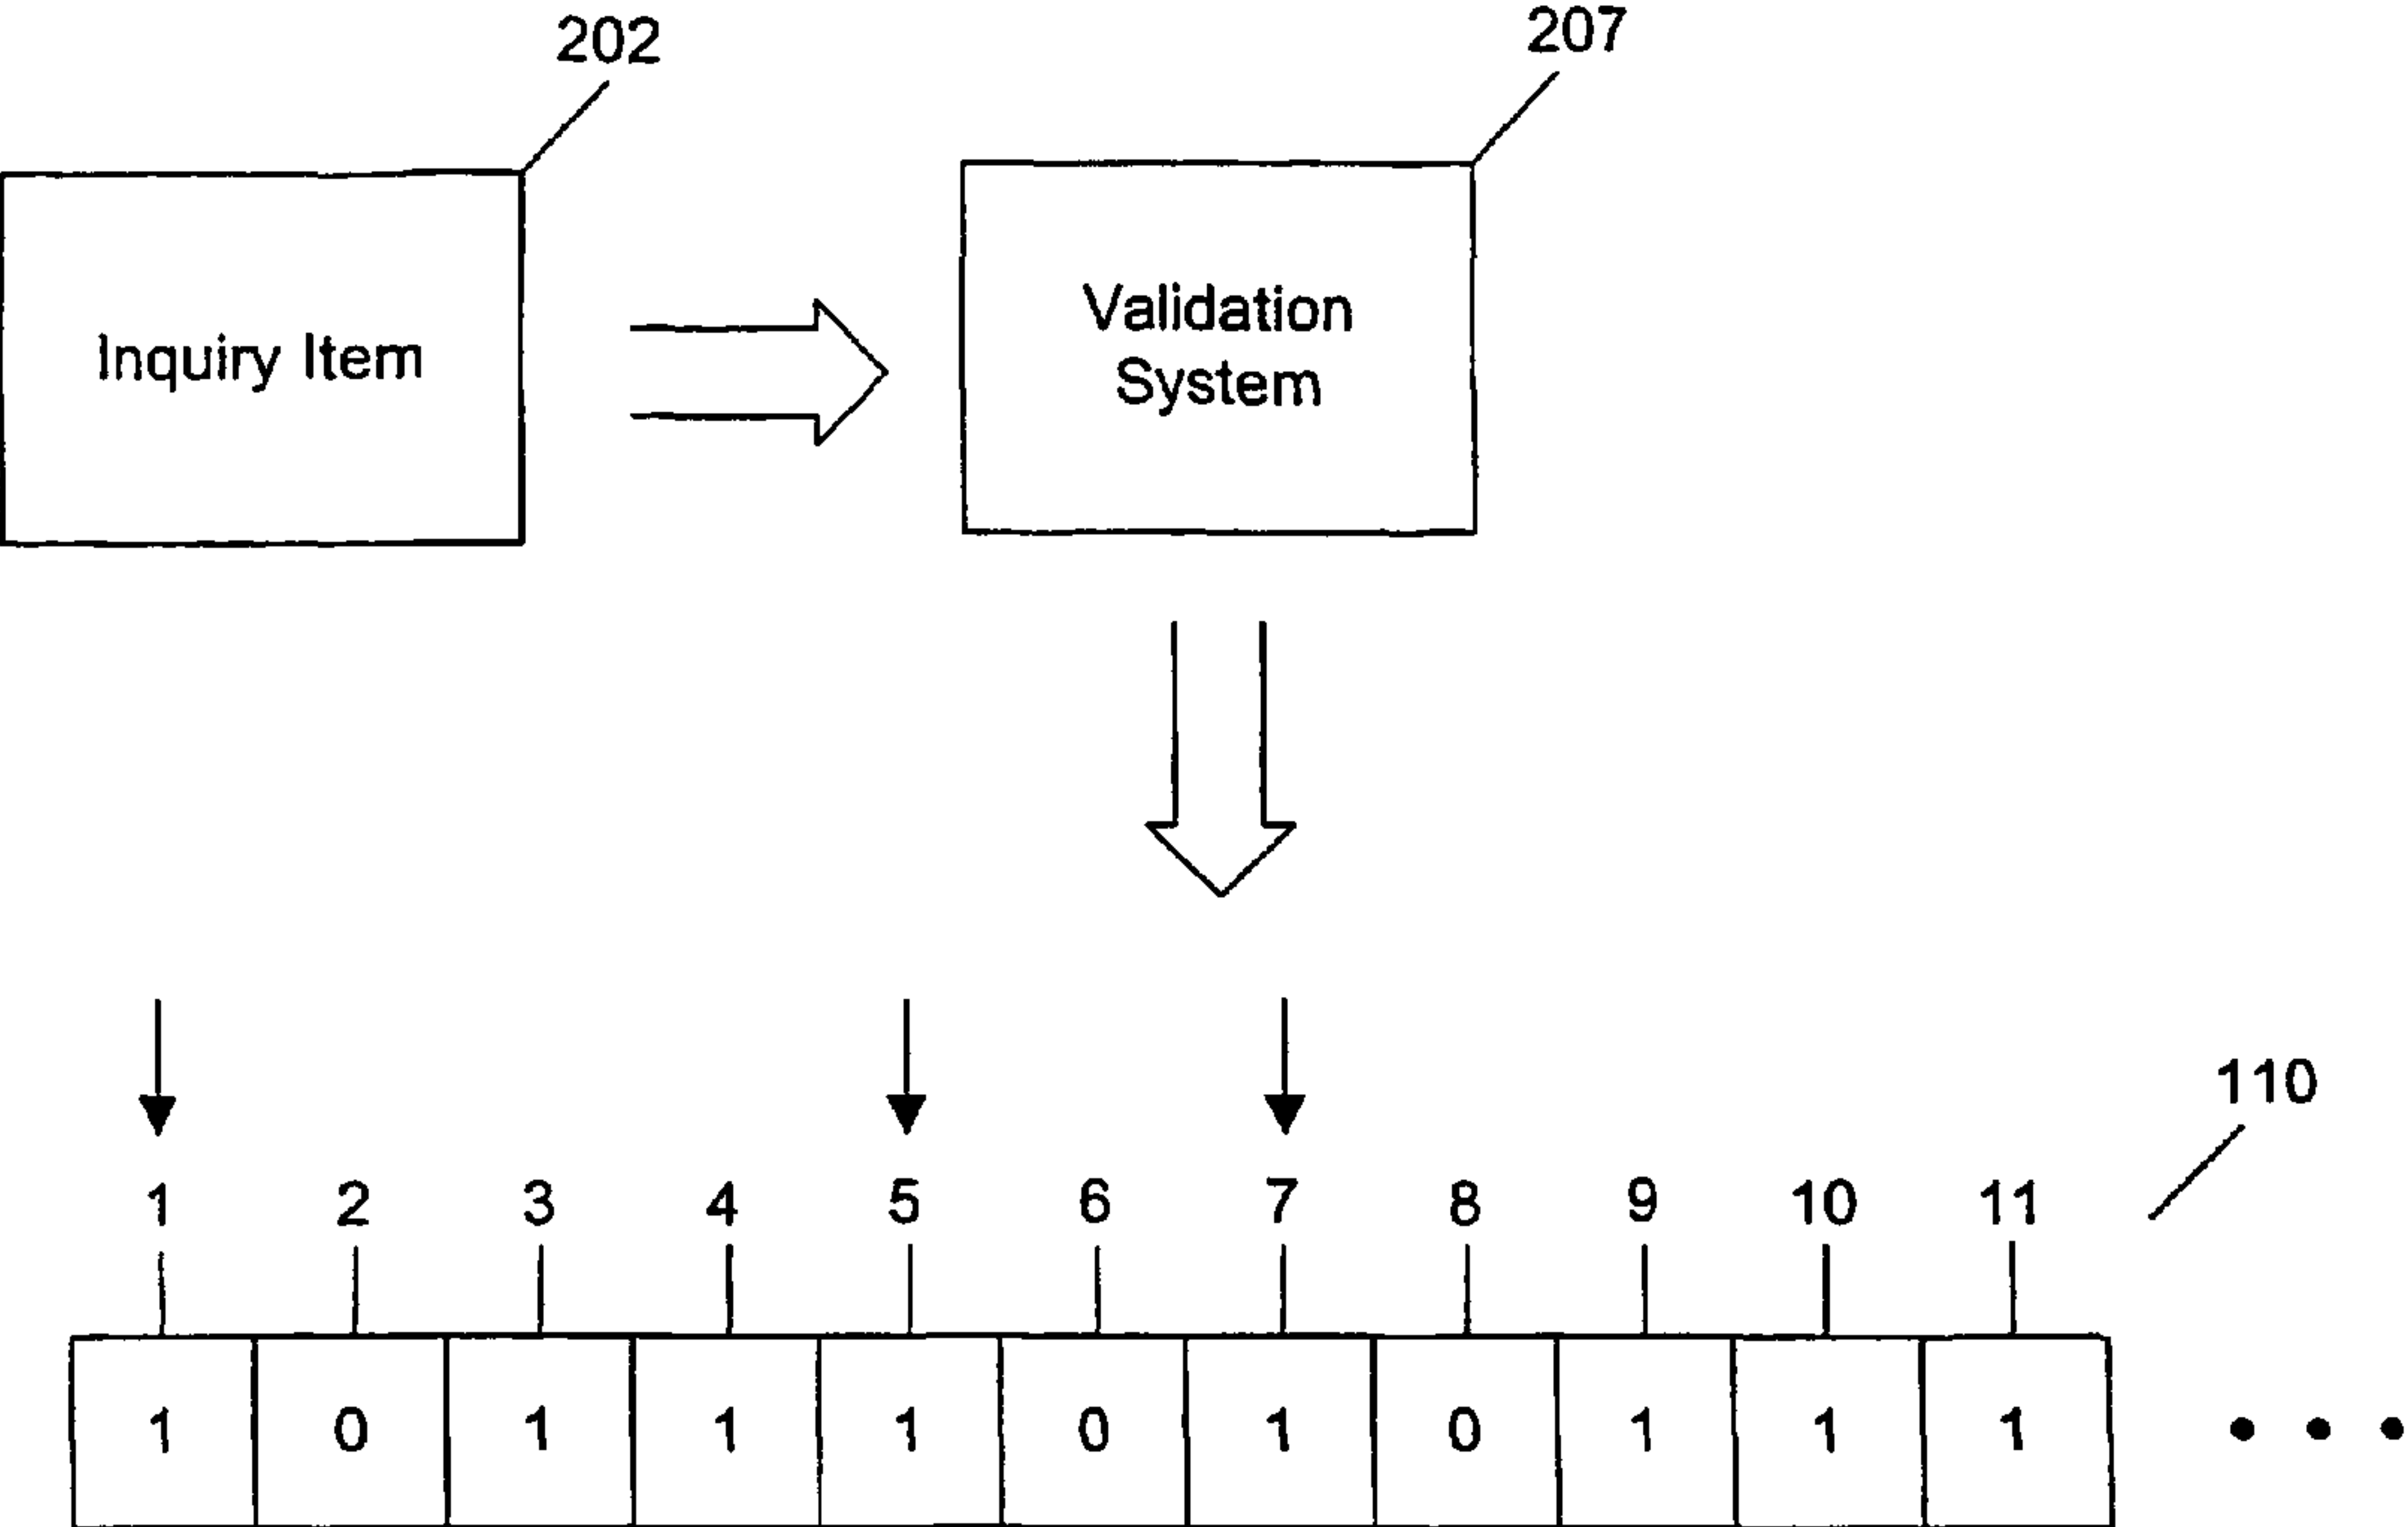 202
207
Inquiry Item
Validation
System
110
1 2 3 4 5 6 7 8 9 10 11
1 0 1 1 1 0 1 0 1 1 1 • • •